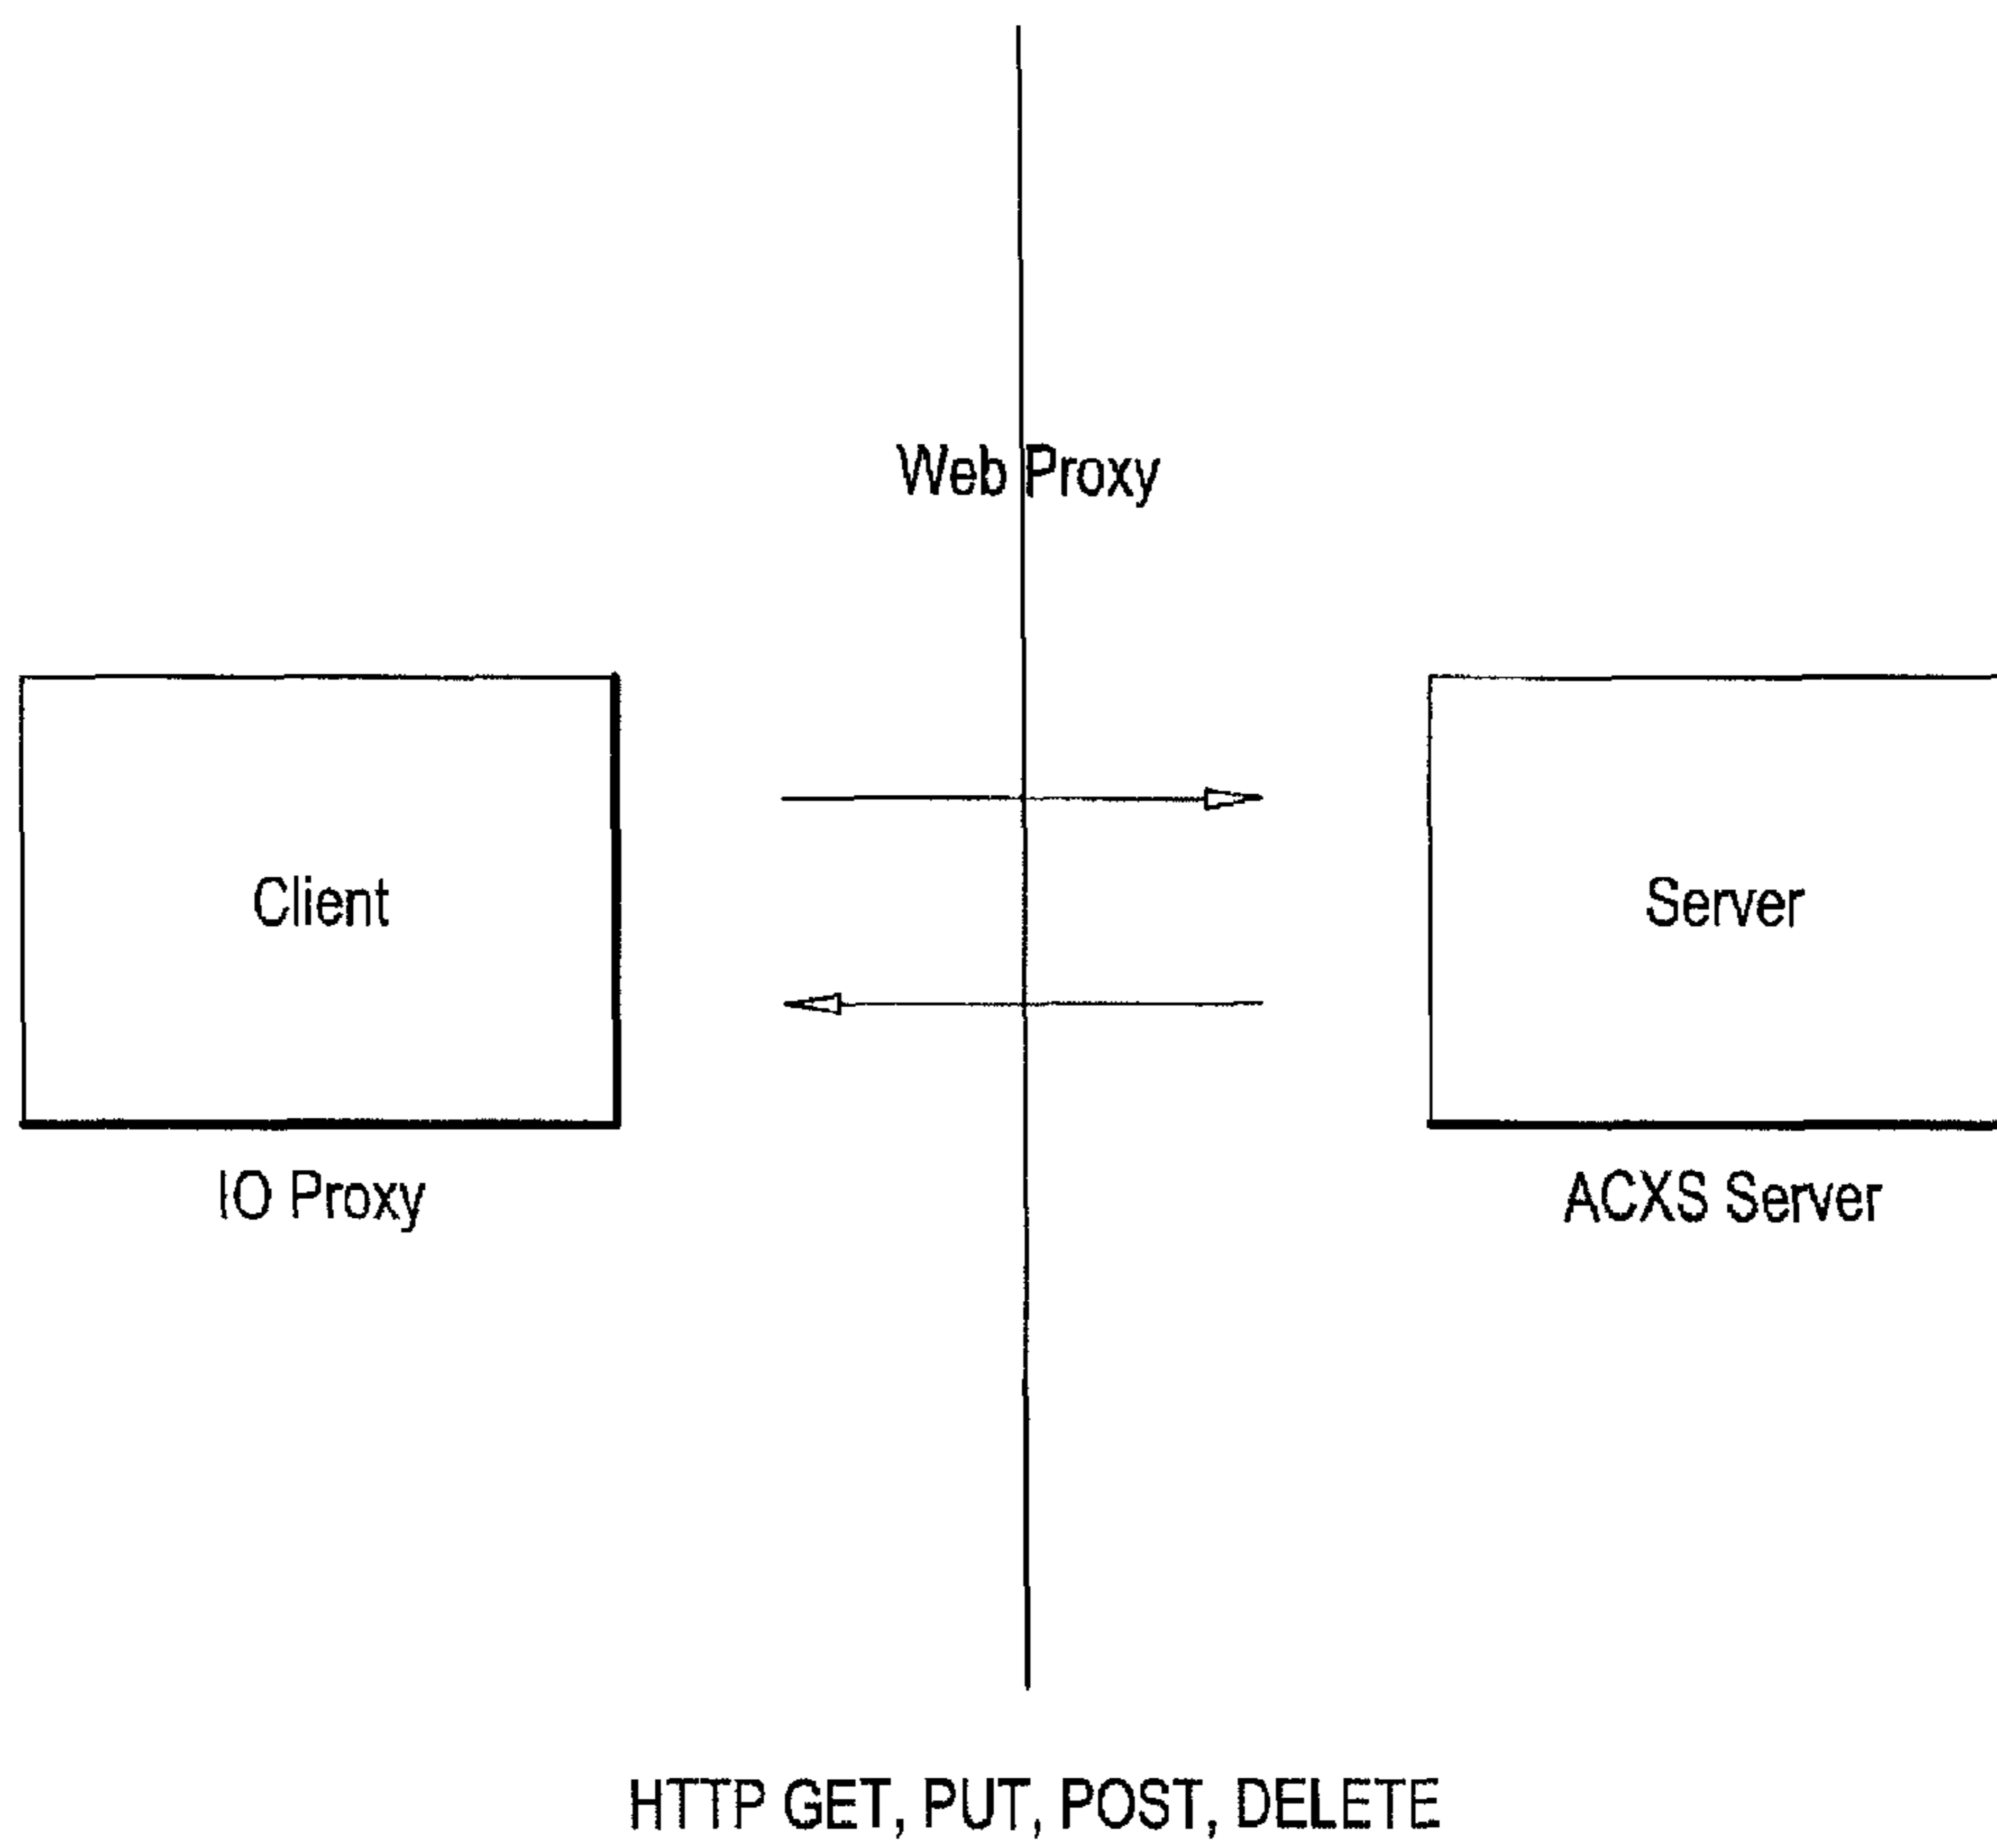 Web Proxy
Client
Server
IO Proxy
ACXS Server
HTTP GET, PUT, POST, DELETE